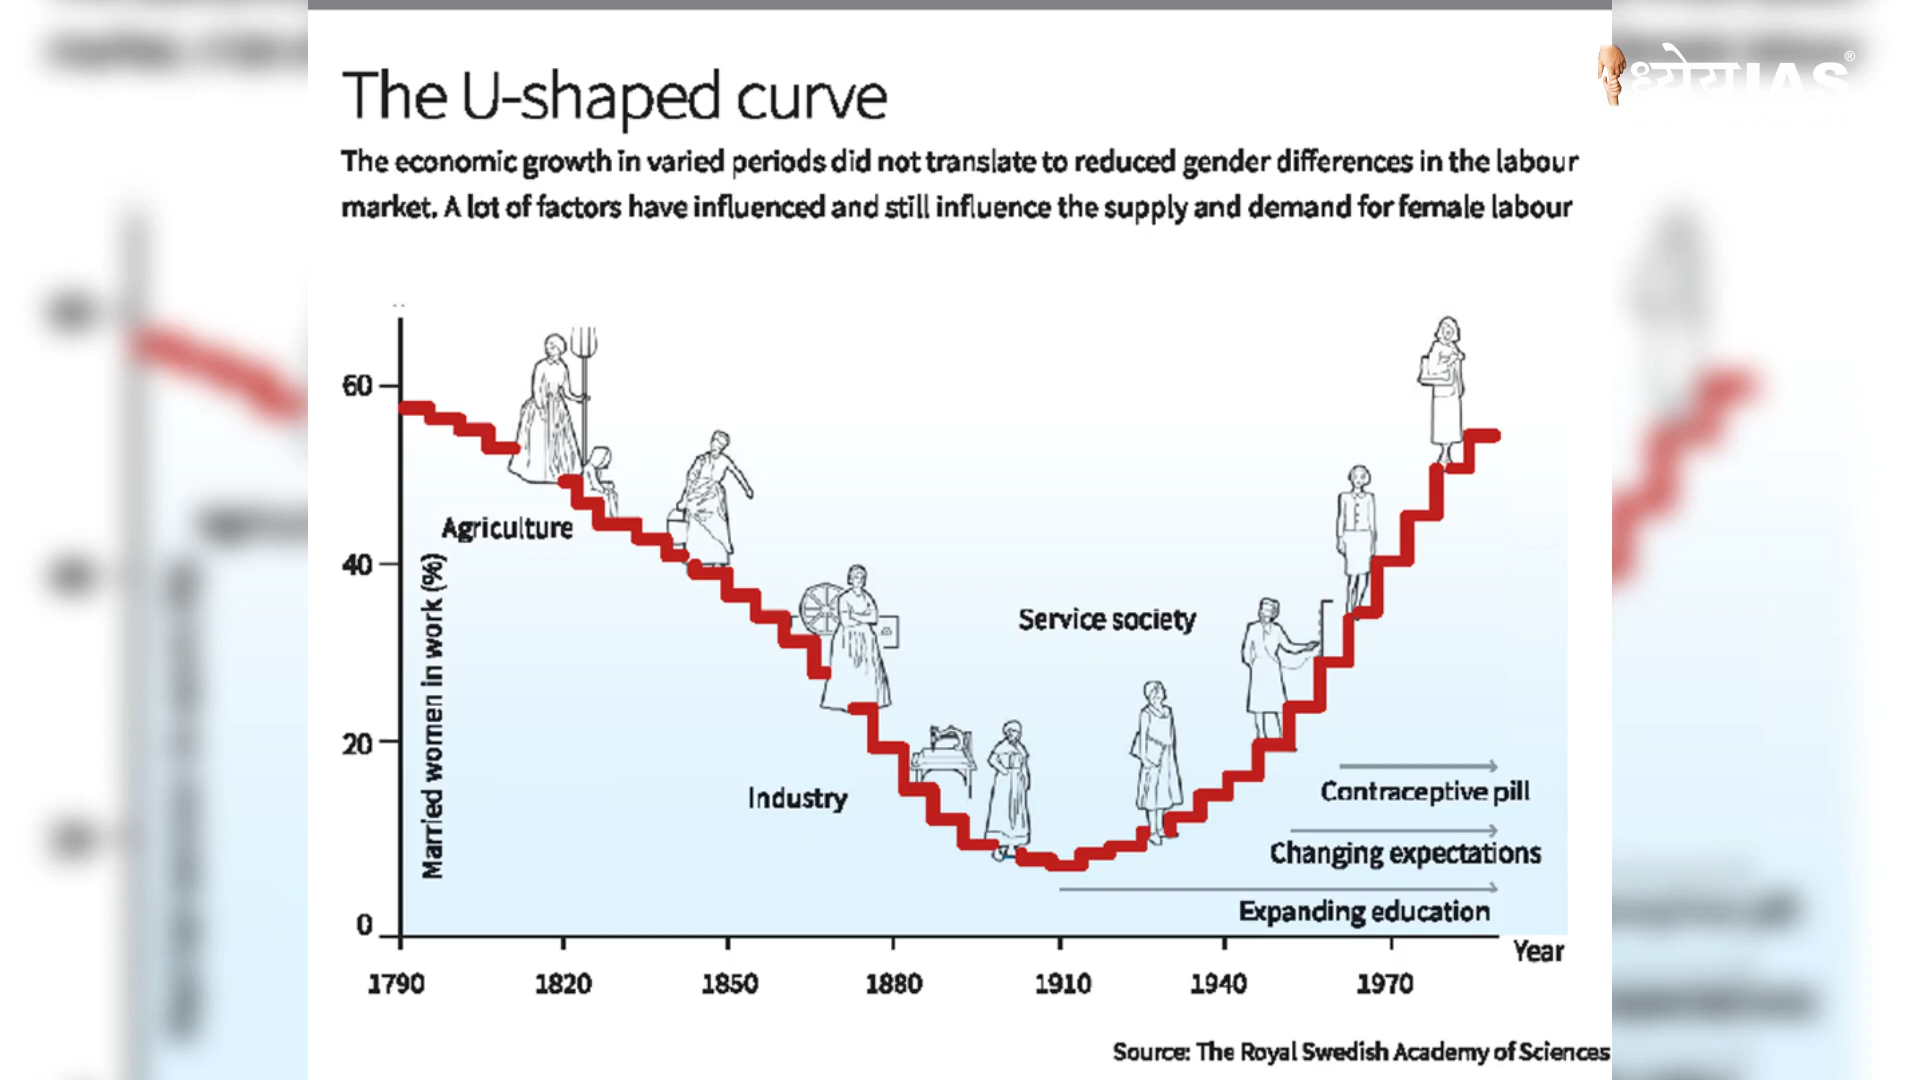 ध्येय IAS®
The U-shaped curve
The economic growth in varied periods did not translate to reduced gender differences in the labour
market. A lot of factors have influenced and still influence the supply and demand for female labour
60
40
20
0
Married women in work (%)
Agriculture
Industry
Service society
Contraceptive pill
Changing expectations
Expanding education
Year
1790 1820 1850 1880 1910 1940 1970
Source: The Royal Swedish Academy of Sciences